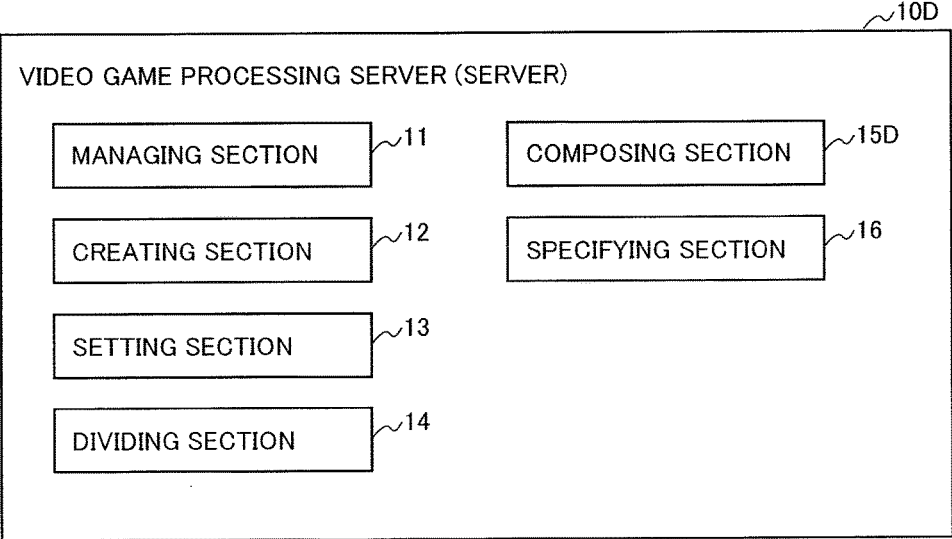 10D
VIDEO GAME PROCESSING SERVER (SERVER)
MANAGING SECTION
11
CREATING SECTION
12
SETTING SECTION
13
DIVIDING SECTION
14
COMPOSING SECTION
15D
SPECIFYING SECTION
16